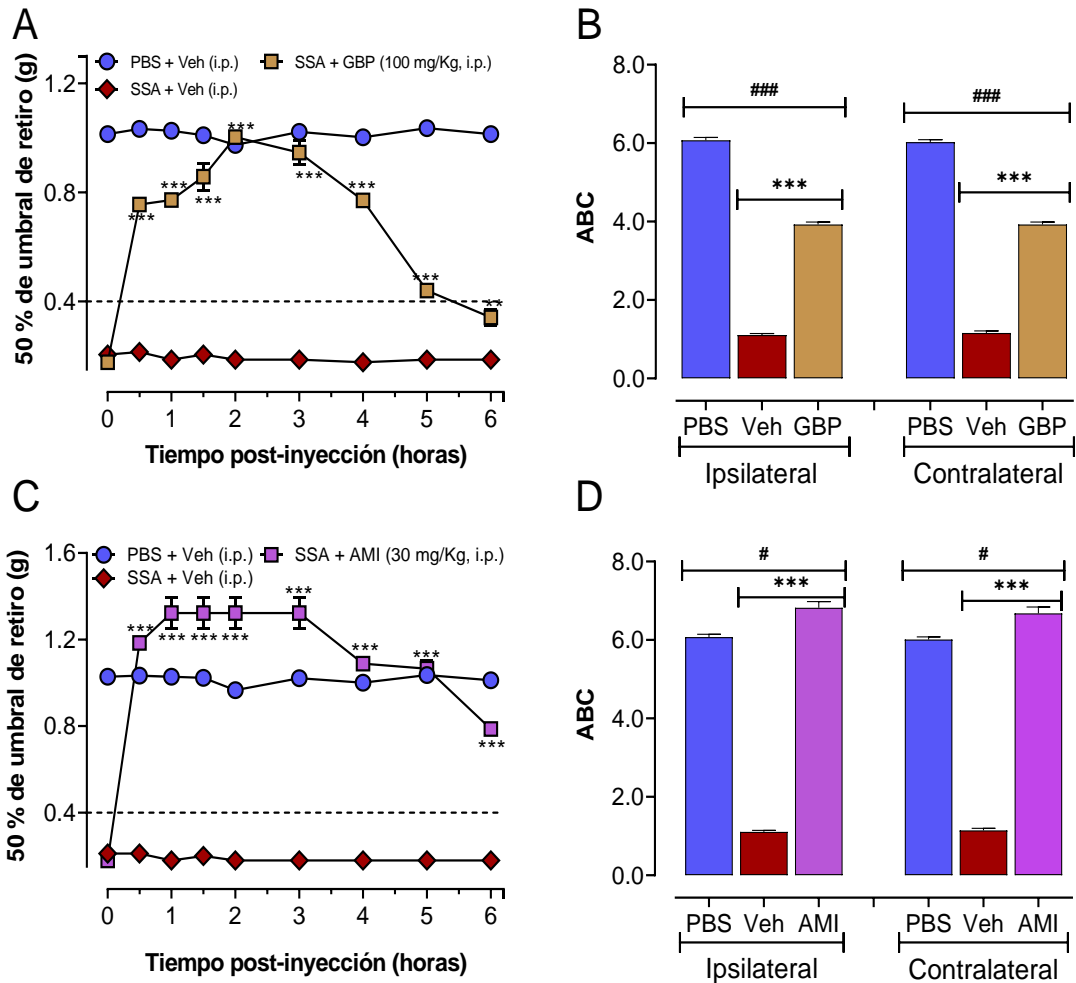 A
PBS + Veh (i.p.)
SSA + GBP (100 mg/Kg, i.p.)
SSA + Veh (i.p.)
50 % de umbral de retiro (g)
1.2
0.8
0.4
***
***
***
***
***
***
***
**
0 1 2 3 4 5 6
Tiempo post-inyección (horas)
B
ABC
8.0
6.0
4.0
2.0
0.0
###
***
###
***
PBS Veh GBP PBS Veh GBP
Ipsilateral Contralateral
C
PBS + Veh (i.p.)
SSA + AMI (30 mg/Kg, i.p.)
SSA + Veh (i.p.)
50 % de umbral de retiro (g)
1.6
1.2
0.8
0.4
***
***
***
***
***
***
***
***
0 1 2 3 4 5 6
Tiempo post-inyección (horas)
D
ABC
8.0
6.0
4.0
2.0
0.0
#
***
#
***
PBS Veh AMI PBS Veh AMI
Ipsilateral Contralateral